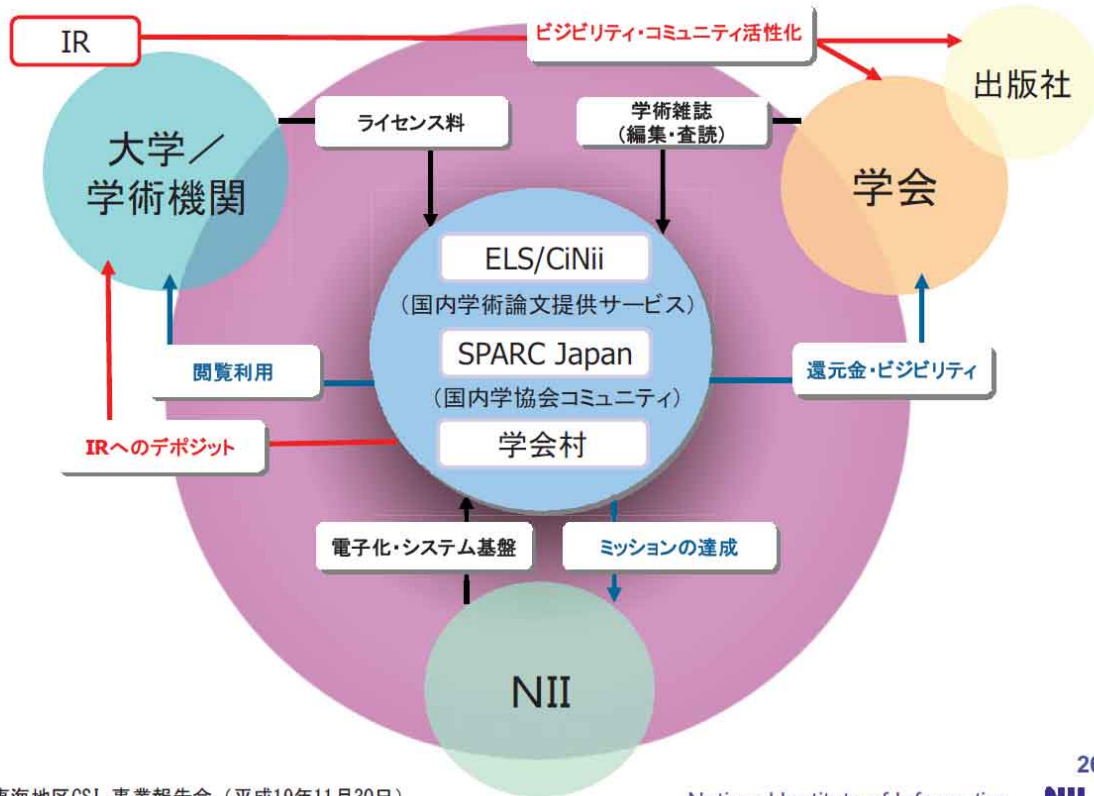 IR
ビジビリティ・コミュニティ活性化
出版社
大学／
学術機関
ライセンス料
学術雑誌
(編集・査読)
学会
ELS/CiNii
(国内学術論文提供サービス)
SPARC Japan
(国内学協会コミュニティ)
学会村
閲覧利用
還元金・ビジビリティ
IRへのデポジット
電子化・システム基盤
ミッションの達成
NII
26